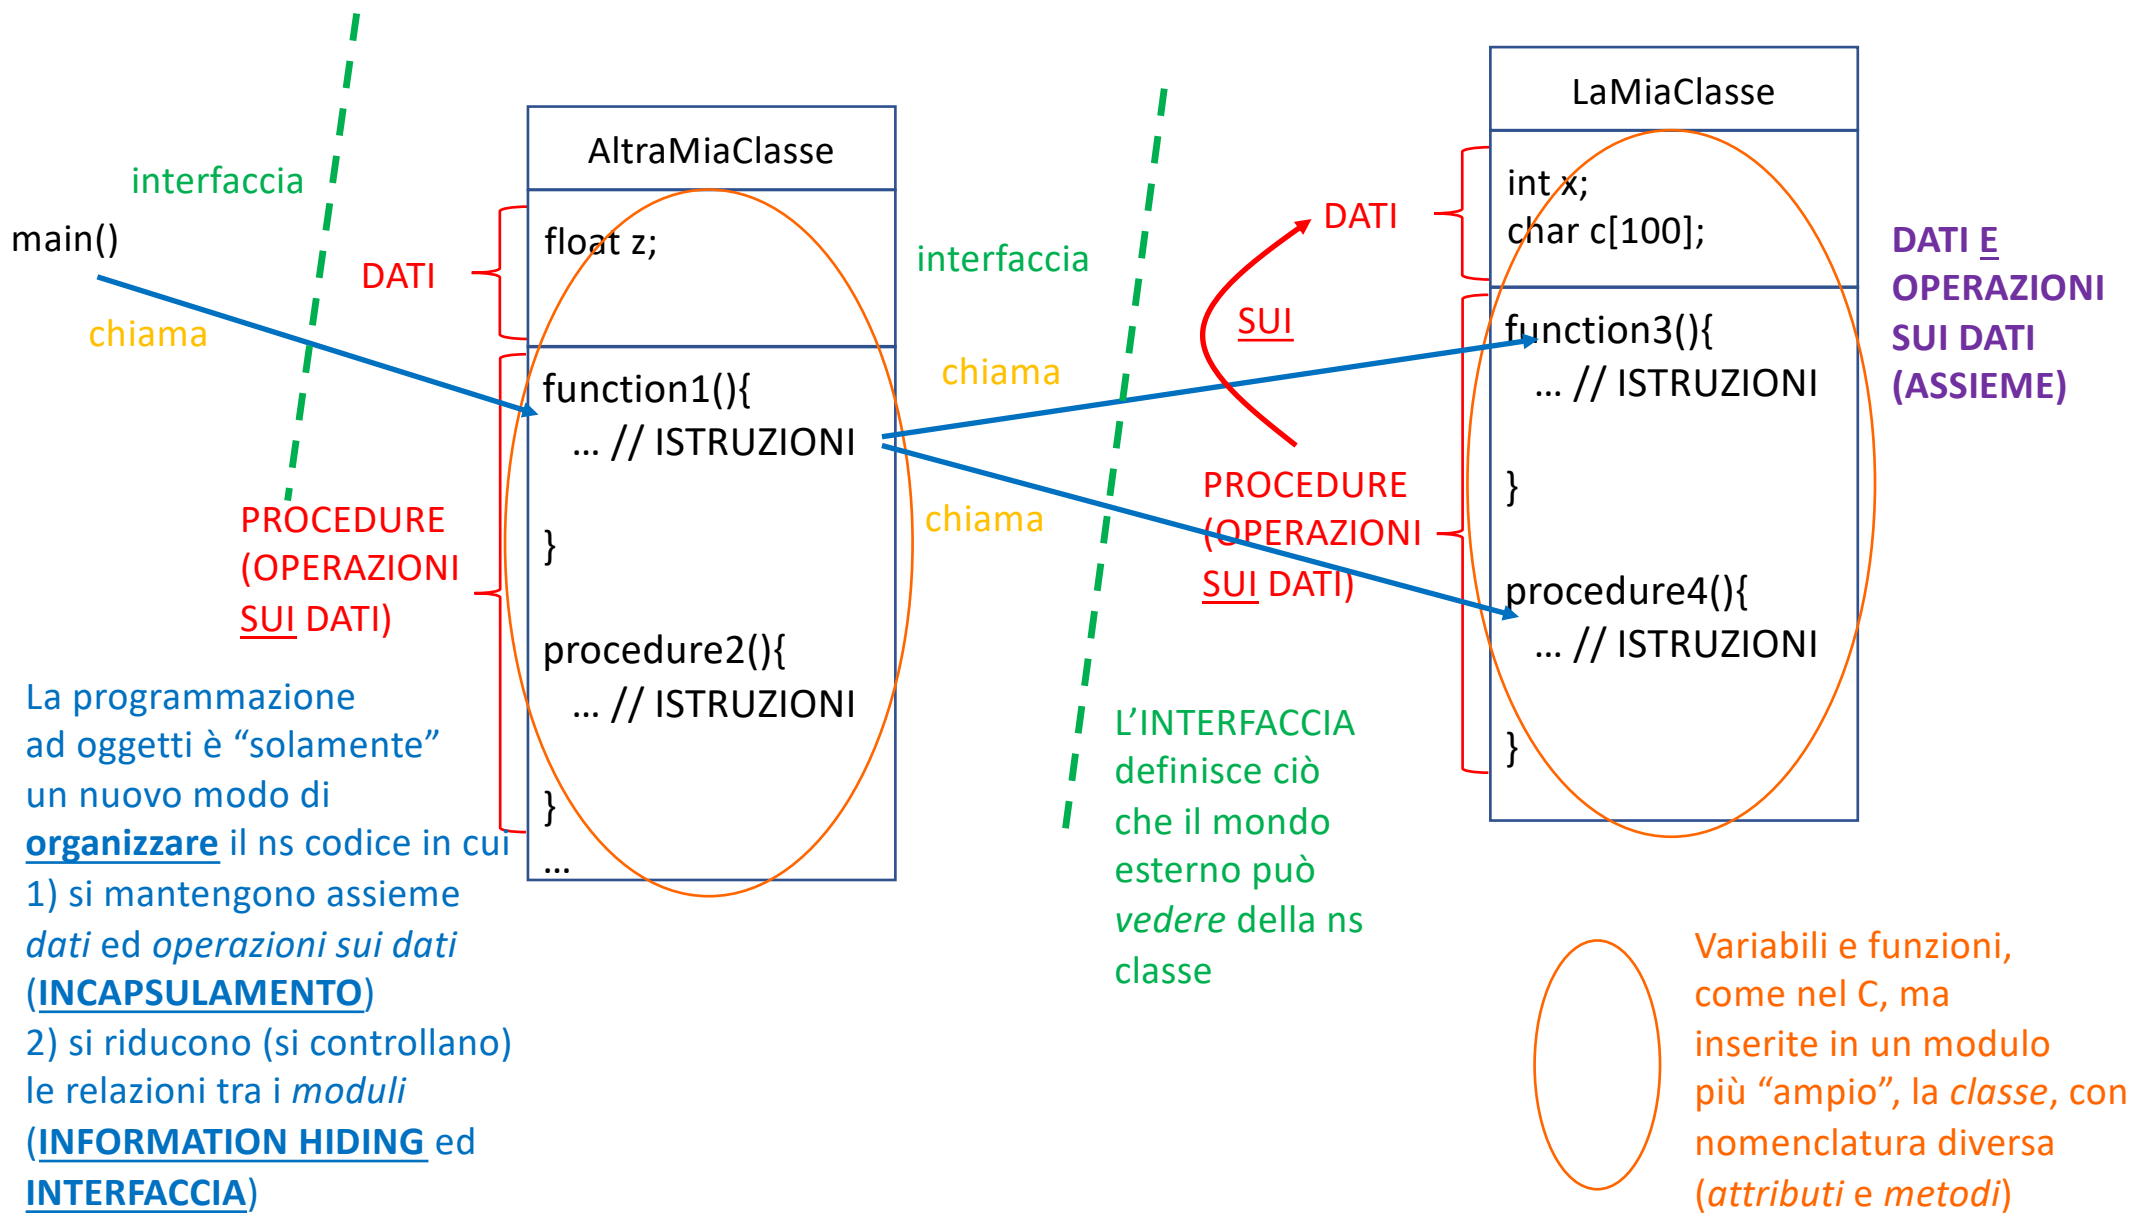 main()
interfaccia
chiama
DATI
PROCEDURE
(OPERAZIONI
SUI DATI)
AltraMiaClasse
float z;
function1(){
... // ISTRUZIONI
}
procedure2(){
... // ISTRUZIONI
}
...
interfaccia
chiama
chiama
DATI
SUI
PROCEDURE
(OPERAZIONI
SUI DATI)
LaMiaClasse
int x;
char c[100];
function3(){
... // ISTRUZIONI
}
procedure4(){
... // ISTRUZIONI
}
DATI E
OPERAZIONI
SUI DATI
(ASSIEME)
La programmazione
ad oggetti è “solamente”
un nuovo modo di
organizzare il ns codice in cui
1) si mantengono assieme
dati ed operazioni sui dati
(INCAPSULAMENTO)
2) si riducono (si controllano)
le relazioni tra i moduli
(INFORMATION HIDING ed
INTERFACCIA)
L’INTERFACCIA
definisce ciò
che il mondo
esterno può
vedere della ns
classe
Variabili e funzioni,
come nel C, ma
inserite in un modulo
più “ampio”, la classe, con
nomenclatura diversa
(attributi e metodi)